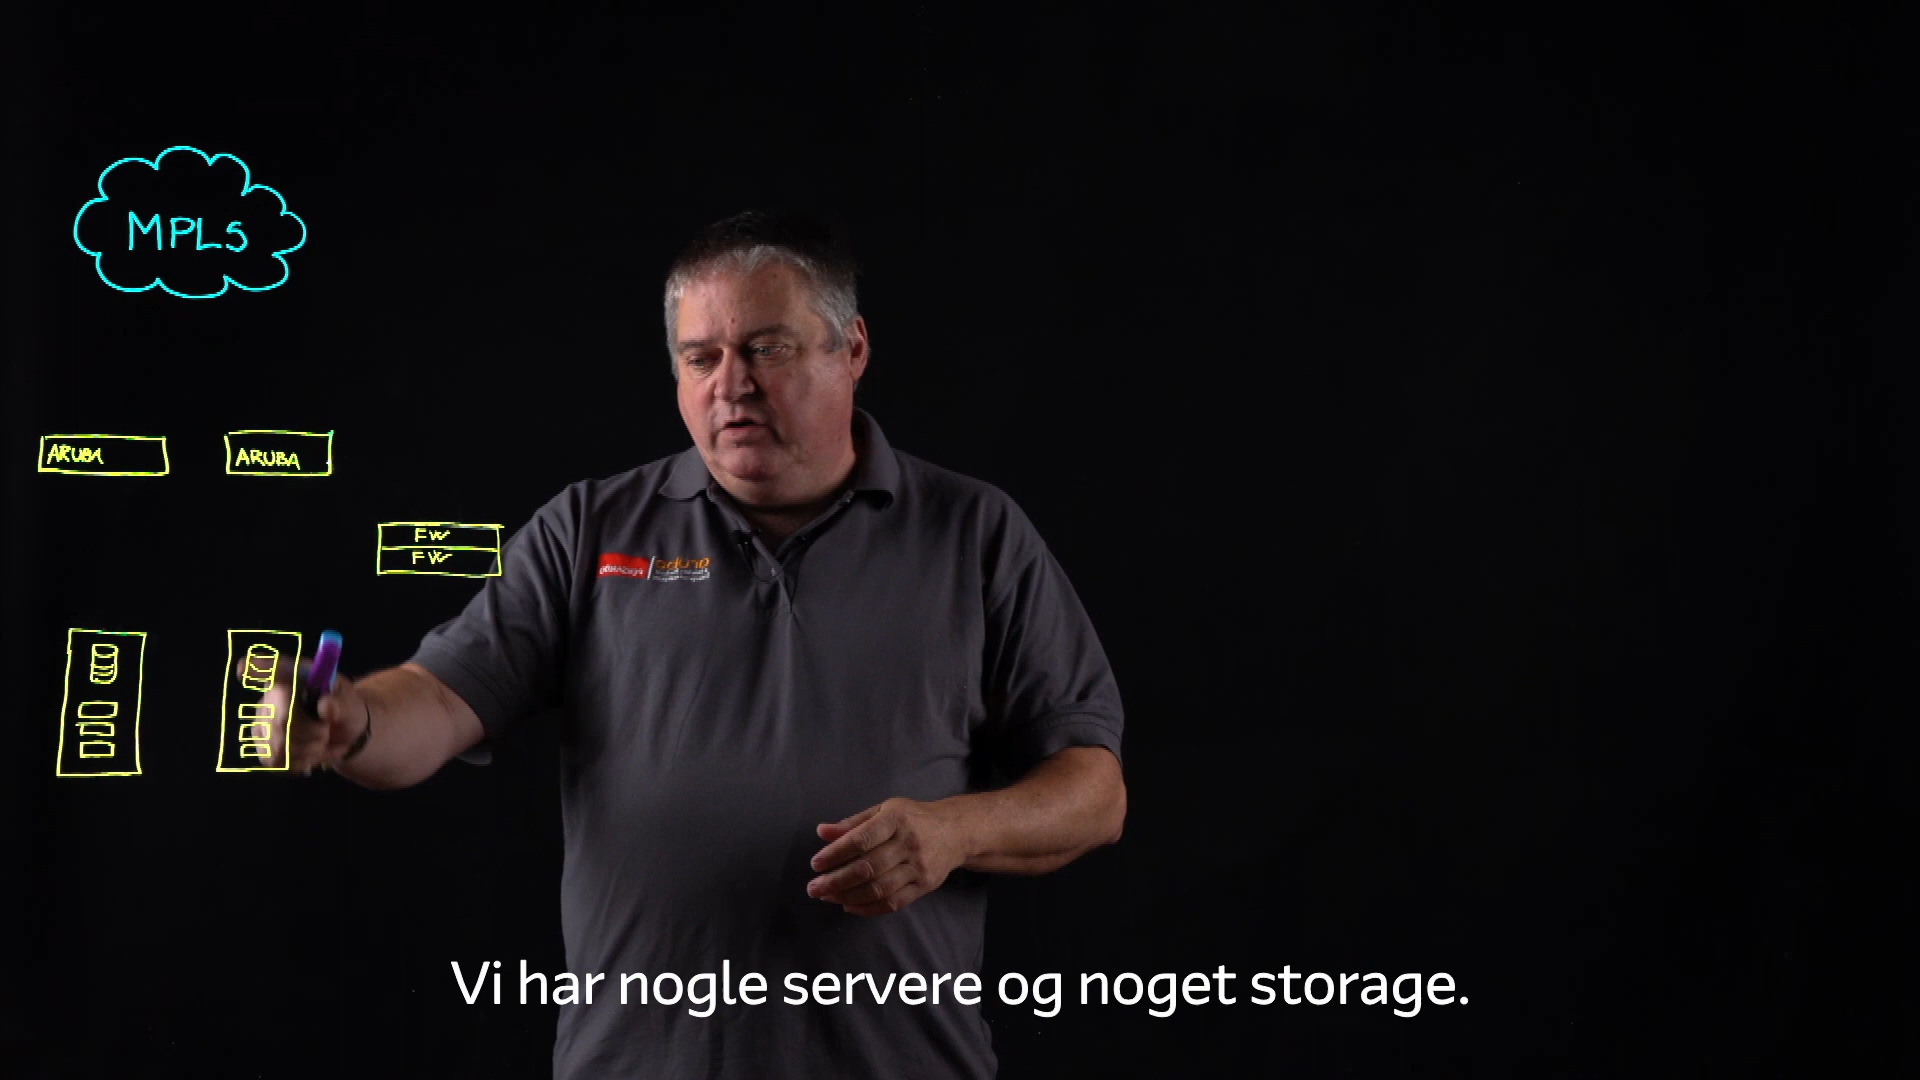 MPLS
ARUBA
ARUBA
FW
FW
Vi har nogle servere og noget storage.